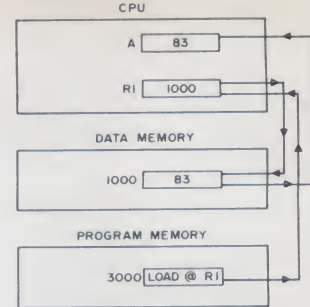 CPU
A 83
R1 1000
DATA MEMORY
1000 83
PROGRAM MEMORY
3000 LOAD @ R1